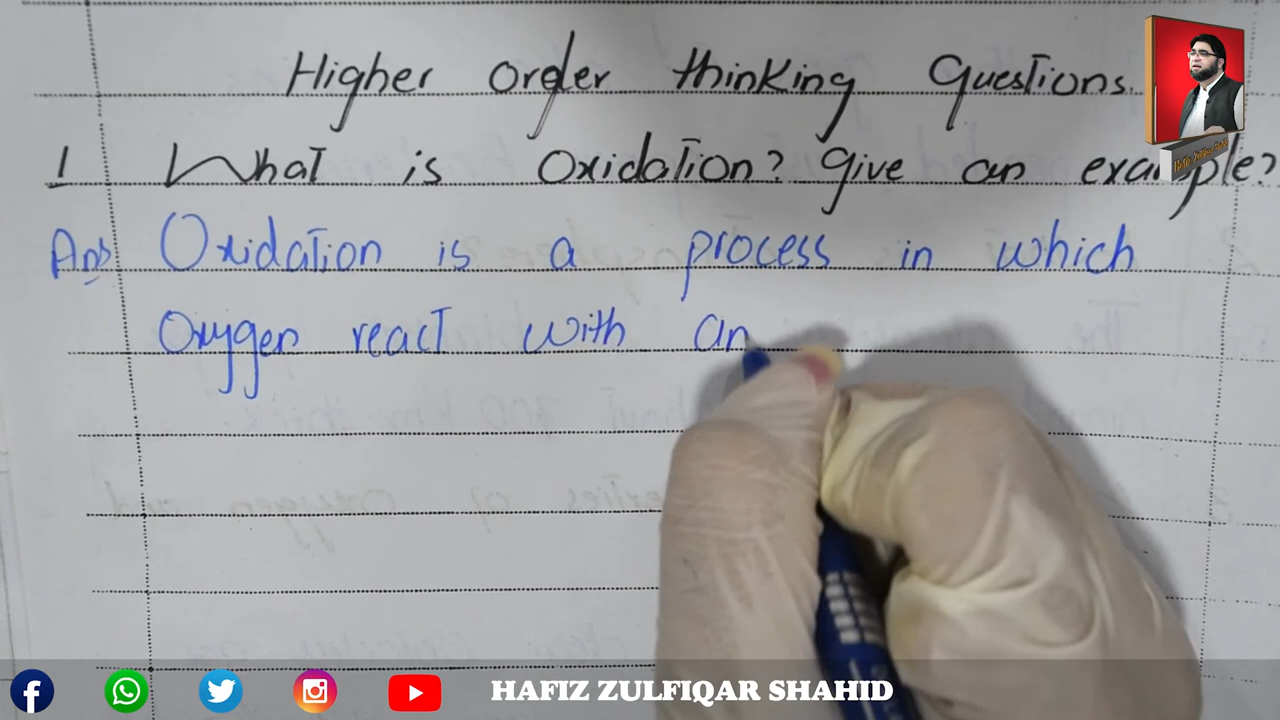 Higher order thinking Questions.
1 What is Oxidation? Give an example?
Ans Oxidation is a process in which
Oxygen react with an
HAFIZ ZULFIQAR SHAHID